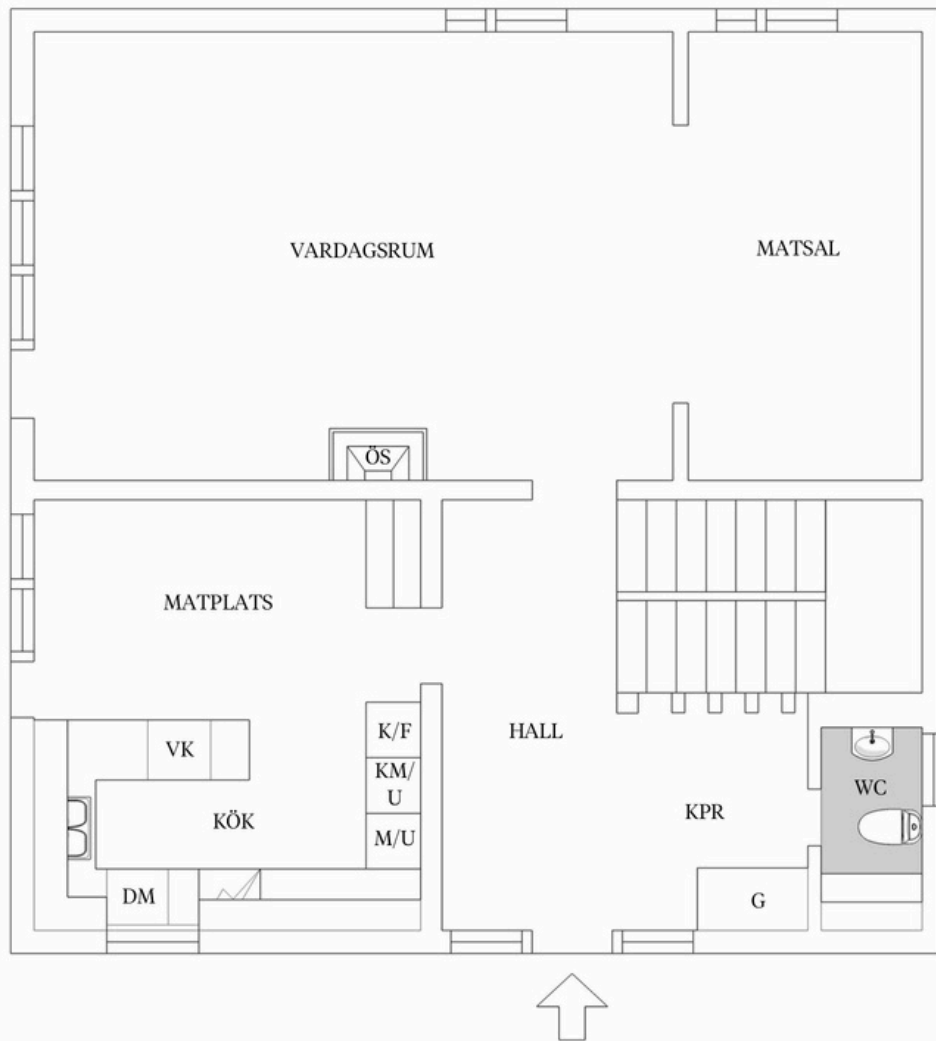 VARDAGSRUM
MATSAL
ÖS
MATPLATS
K/F
HALL
VK
KM/
U
WC
KÖK
KPR
M/U
DM
G